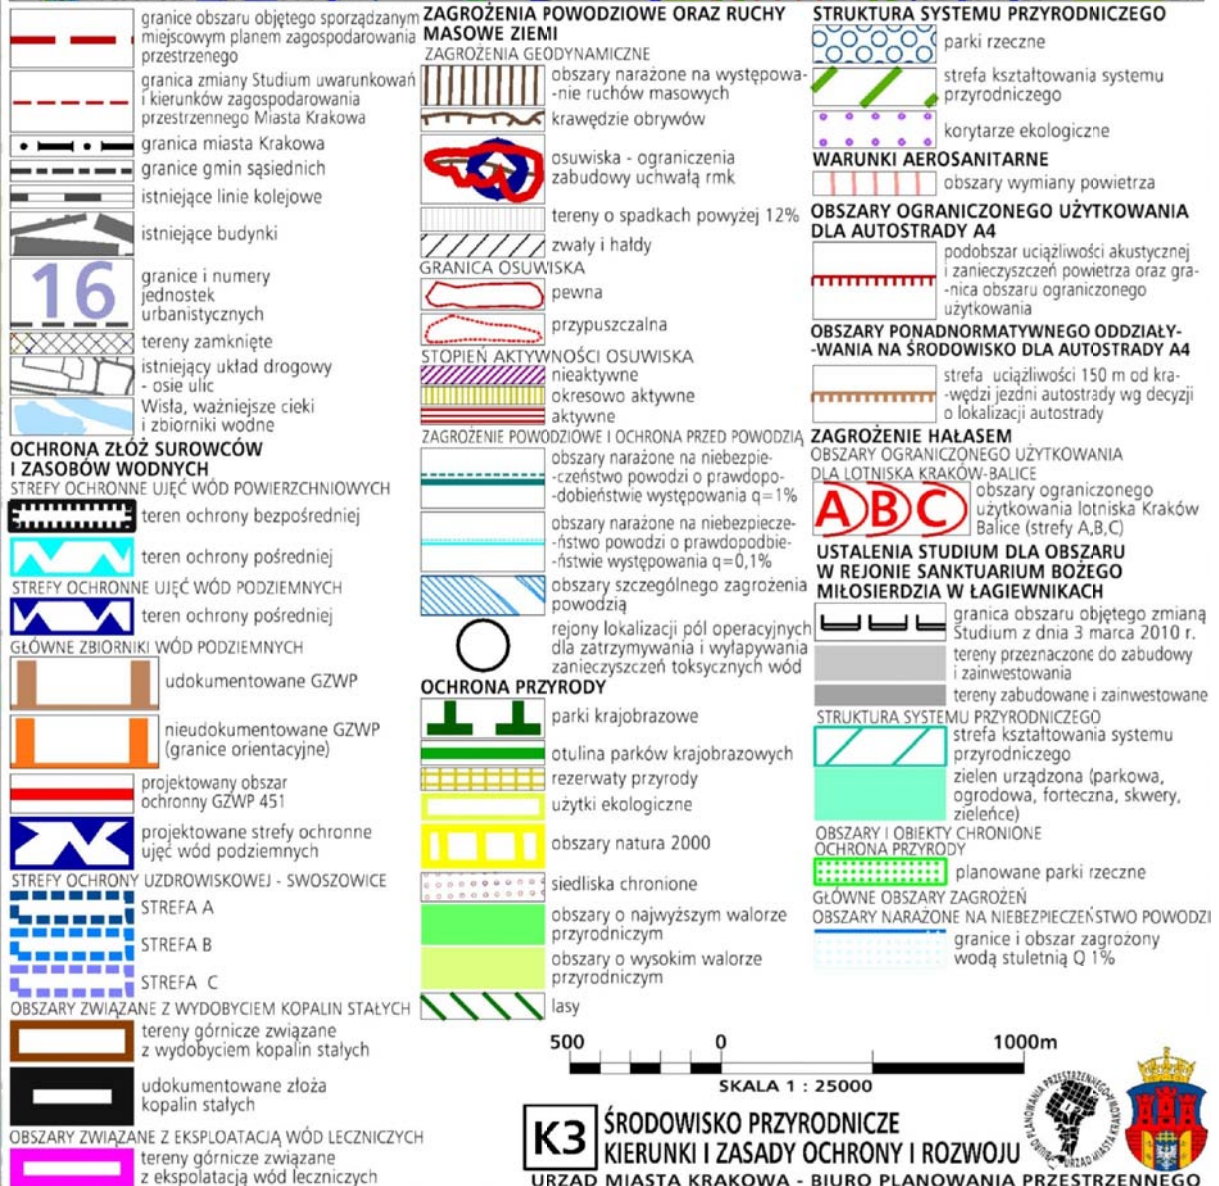 granice obszaru objętego sporządzanym
miejscowym planem zagospodarowania
przestrzenego
granica zmiany Studium uwarunkowań
i kierunków zagospodarowania
przestrzennego Miasta Krakowa
granica miasta Krakowa
granice gmin sąsiednich
istniejące linie kolejowe
istniejące budynki
16
granice i numery
jednostek
urbanistycznych
tereny zamknięte
istniejący układ drogowy
- osie ulic
Wisła, ważniejsze cieki
i zbiorniki wodne
OCHRONA ZŁÓŻ SUROWCÓW
I ZASOBÓW WODNYCH
STREFY OCHRONNE UJĘĆ WÓD POWIERZCHNIOWYCH
teren ochrony bezpośredniej
teren ochrony pośredniej
STREFY OCHRONNE UJĘĆ WÓD PODZIEMNYCH
teren ochrony pośredniej
GŁÓWNE ZBIORNIKI WÓD PODZIEMNYCH
udokumentowane GZWP
nieudokumentowane GZWP
(granice orientacyjne)
projektowany obszar
ochronny GZWP 451
projektowane strefy ochronne
ujęć wód podziemnych
STREFY OCHRONY UZDROWISKOWEJ - SWOSZOWICE
STREFA A
STREFA B
STREFA C
OBSZARY ZWIĄZANE Z WYDOBYCIEM KOPALIN STAŁYCH
tereny górnicze związane
z wydobyciem kopalin stałych
udokumentowane złoża
kopalin stałych
OBSZARY ZWIĄZANE Z EKSPLOATACJĄ WÓD LECZNICZYCH
tereny górnicze związane
z ekspolatacją wód leczniczych
ZAGROŻENIA POWODZIOWE ORAZ RUCHY
MASOWE ZIEMI
ZAGROŻENIA GEODYNAMICZNE
obszary narażone na występowa-
-nie ruchów masowych
krawędzie obrywów
osuwiska - ograniczenia
zabudowy uchwałą rmk
tereny o spadkach powyżej 12%
zwały i hałdy
GRANICA OSUWISKA
pewna
przypuszczalna
STOPIEŃ AKTYWNOŚCI OSUWISKA
nieaktywne
okresowo aktywne
aktywne
ZAGROŻENIE POWODZIOWE I OCHRONA PRZED POWODZIĄ
obszary narażone na niebezpie-
-czeństwo powodzi o prawdopo-
-dobieństwie występowania q=1%
obszary narażone na niebezpiecze-
-ństwo powodzi o prawdopodbie-
-ństwie występowania q=0,1%
obszary szczególnego zagrożenia
powodzią
rejony lokalizacji pól operacyjnych
dla zatrzymywania i wyłapywania
zanieczyszczeń toksycznych wód
OCHRONA PRZYRODY
parki krajobrazowe
otulina parków krajobrazowych
rezerwaty przyrody
użytki ekologiczne
obszary natura 2000
siedliska chronione
obszary o najwyższym walorze
przyrodniczym
obszary o wysokim walorze
przyrodniczym
lasy
STRUKTURA SYSTEMU PRZYRODNICZEGO
parki rzeczne
strefa kształtowania systemu
przyrodniczego
korytarze ekologiczne
WARUNKI AEROSANITARNE
obszary wymiany powietrza
OBSZARY OGRANICZONEGO UŻYTKOWANIA
DLA AUTOSTRADY A4
podobszar uciążliwości akustycznej
i zanieczyszczeń powietrza oraz gra-
-nica obszaru ograniczonego
użytkowania
OBSZARY PONADNORMATYWNEGO ODDZIAŁY-
-WANIA NA ŚRODOWISKO DLA AUTOSTRADY A4
strefa uciążliwości 150 m od kra-
-wędzi jezdni autostrady wg decyzji
o lokalizacji autostrady
ZAGROŻENIE HAŁASEM
OBSZARY OGRANICZONEGO UŻYTKOWANIA
DLA LOTNISKA KRAKÓW-BALICE
A B C
obszary ograniczonego
użytkowania lotniska Kraków
Balice (strefy A,B,C)
USTALENIA STUDIUM DLA OBSZARU
W REJONIE SANKTUARIUM BOŻEGO
MIŁOSIERDZIA W ŁAGIEWNIKACH
granica obszaru objętego zmianą
Studium z dnia 3 marca 2010 r.
tereny przeznaczone do zabudowy
i zainwestowania
tereny zabudowane i zainwestowane
STRUKTURA SYSTEMU PRZYRODNICZEGO
strefa kształtowania systemu
przyrodniczego
zielen urządzona (parkowa,
ogrodowa, forteczna, skwery,
zieleńce)
OBSZARY I OBIEKTY CHRONIONE
OCHRONA PRZYRODY
planowane parki rzeczne
GŁÓWNE OBSZARY ZAGROŻEŃ
OBSZARY NARAŻONE NA NIEBEZPIECZEŃSTWO POWODZI
granice i obszar zagrożony
wodą stuletnią Q 1%
500 0 1000m
SKALA 1 : 25000
K3
ŚRODOWISKO PRZYRODNICZE
KIERUNKI I ZASADY OCHRONY I ROZWOJU
URZĄD MIASTA KRAKOWA - BIURO PLANOWANIA PRZESTRZENNEGO
BIURO PLANOWANIA PRZESTRZENNEGO
URZĄD MIASTA KRAKOWA